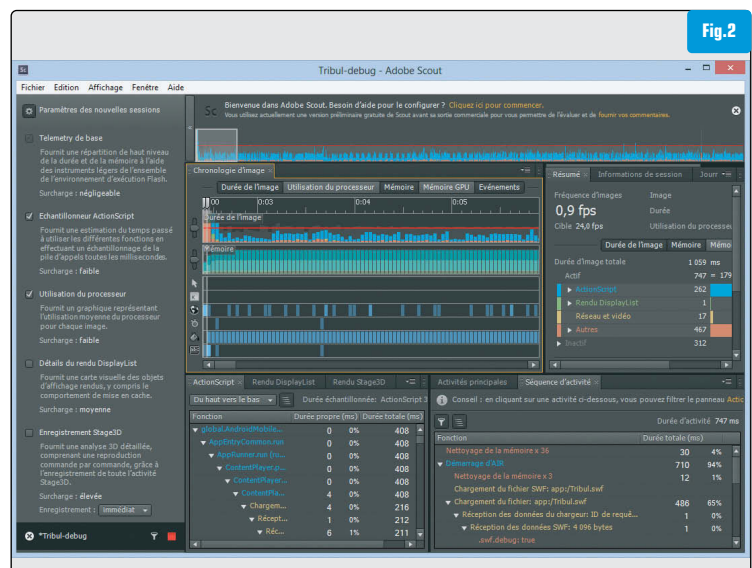 Fig.2
Sc
Tribul-debug - Adobe Scout
Fichier Edition Affichage Fenêtre Aide
Paramètres des nouvelles sessions
Telemetry de base
Fournit une répartition de haut niveau
de la durée et de la mémoire à l'aide
des instruments légers de l'ensemble
de l'environnement d'exécution Flash.
Surcharge : négligeable
Echantillonneur ActionScript
Fournit une estimation du temps passé
à utiliser les différentes fonctions en
effectuant un échantillonnage de la
pile d'appels toutes les millisecondes.
Surcharge : faible
Utilisation du processeur
Fournit un graphique représentant
l'utilisation moyenne du processeur
pour chaque image.
Surcharge : faible
Détails du rendu DisplayList
Fournit une carte visuelle des objets
d'affichage rendus, y compris le
comportement de mise en cache.
Surcharge : moyenne
Enregistrement Stage3D
Fournit une analyse 3D détaillée,
comprenant une reproduction
commande par commande, grâce à
l'enregistrement de toute l'activité
Stage3D.
Surcharge : élevée
Enregistrement : Immédiat
*Tribul-debug
Sc
Bienvenue dans Adobe Scout. Besoin d'aide pour le configurer ? Cliquez ici pour commencer.
Vous utilisez actuellement une version préliminaire gratuite de Scout avant sa sortie commerciale pour vous permettre de l'évaluer et de fournir vos commentaires.
Chronologie d'image
Durée de l'image Utilisation du processeur Mémoire Mémoire GPU Evénements
00 0:03 0:04 0:05
Durée de l'image
Mémoire
Résumé Informations de session Journ
Fréquence d'images Image
0,9 fps Durée
Cible 24,0 fps Utilisation du processeu
Durée de l'image Mémoire Mémo
Durée d'image totale 1 059 ms
Actif 747 = 179
ActionScript 262
Rendu DisplayList 1
Réseau et vidéo 17
Autres 467
Inactif 312
ActionScript Rendu DisplayList Rendu Stage3D
Du haut vers le bas Durée échantillonnée: ActionScript 3
Fonction Durée propre (ms) Durée totale (ms)
global.AndroidMobile... 0 0% 408
AppEntryCommon.run 0 0% 408
AppRunner.run (ro... 0 0% 408
ContentPlayer.p... 0 0% 408
ContentPlayer... 0 0% 408
ContentPla... 4 0% 408
Chargem... 4 0% 216
Récept... 1 0% 212
Réc... 6 1% 211
Activités principales Séquence d'activité
Conseil : en cliquant sur une activité ci-dessous, vous pouvez filtrer le panneau Actio
Durée d'activité 747 ms
Fonction Durée totale (ms)
Nettoyage de la mémoire x 36 30 4%
Démarrage d'AIR 710 94%
Nettoyage de la mémoire x 3 12 1%
Chargement du fichier SWF: app:/Tribul.swf
Chargement du fichier: app:/Tribul.swf 486 65%
Réception des données du chargeur: ID de requê... 1 0%
Réception des données SWF: 4 096 bytes 1 0%
.swf.debug: true